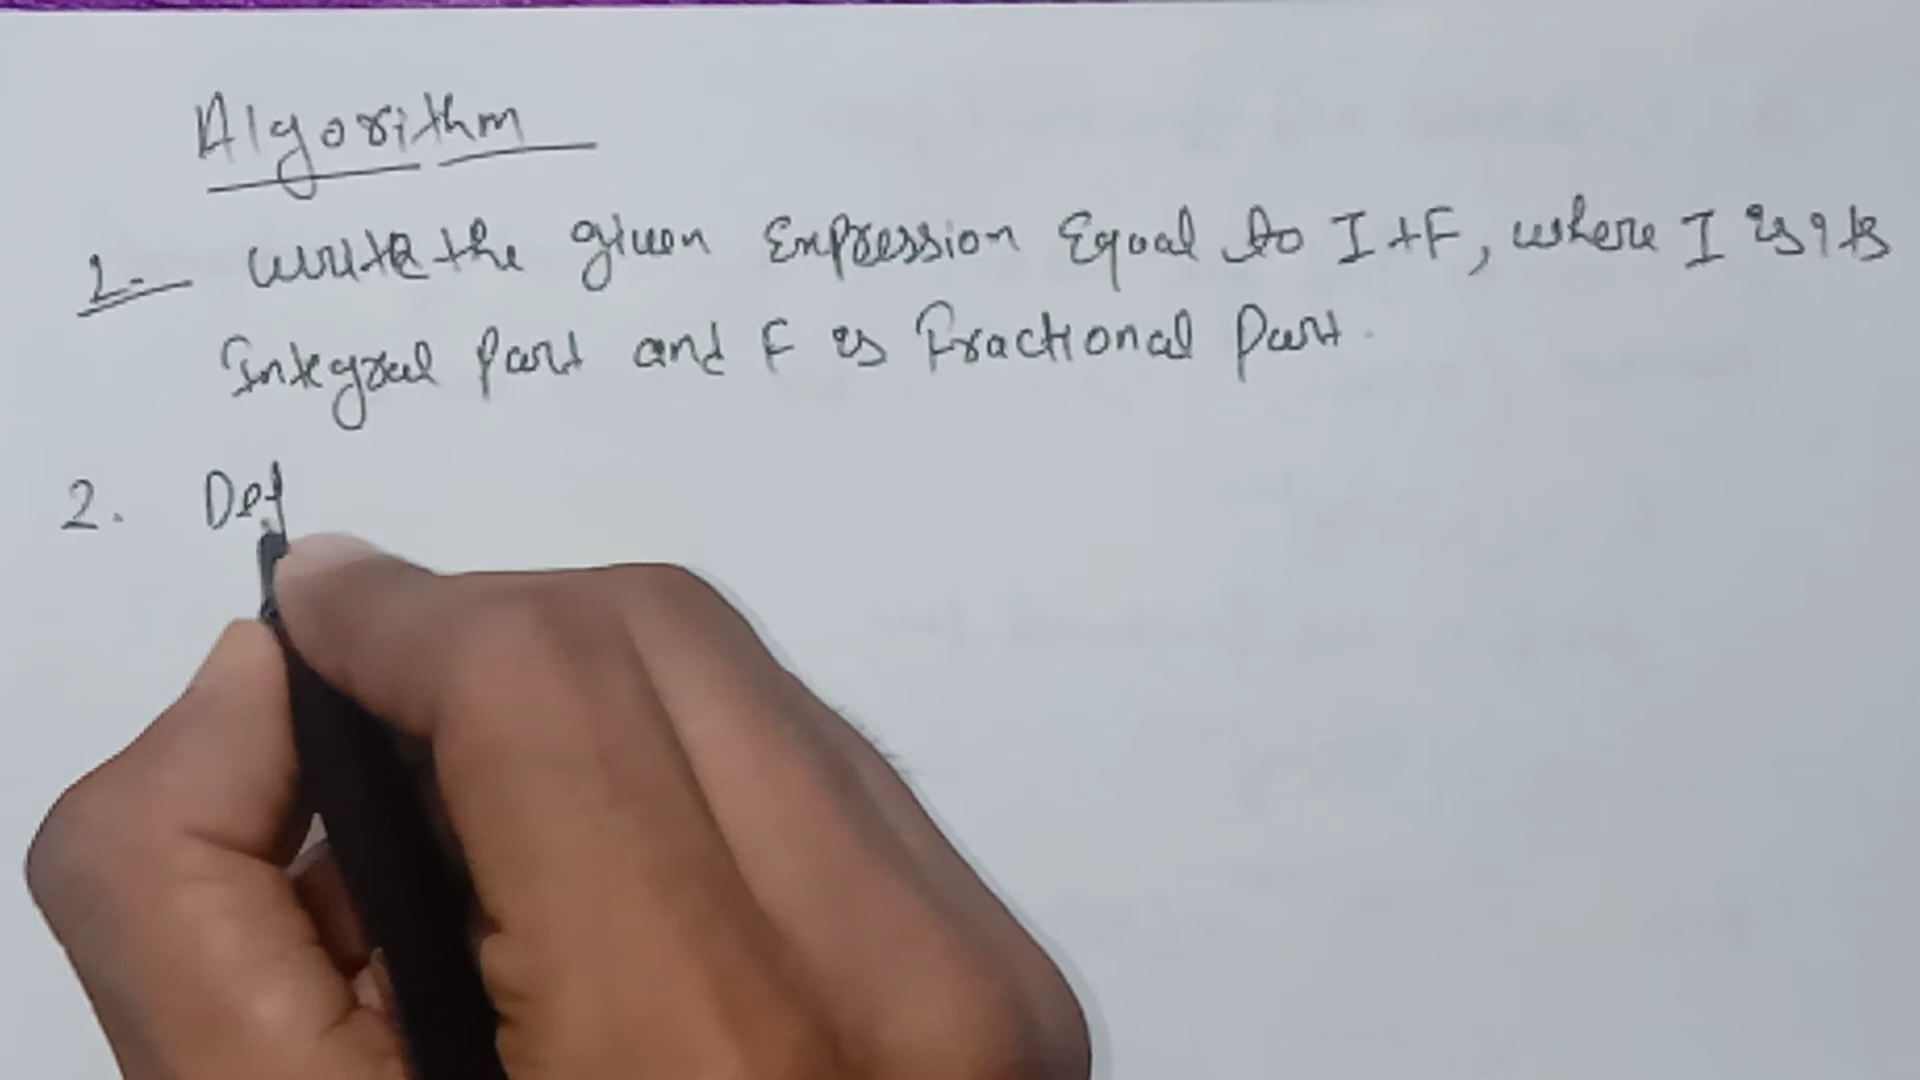 Algorithm
1. write the given Expression Equal to I+F, where I is its
Integral Part and F is Fractional Part.
2. Def